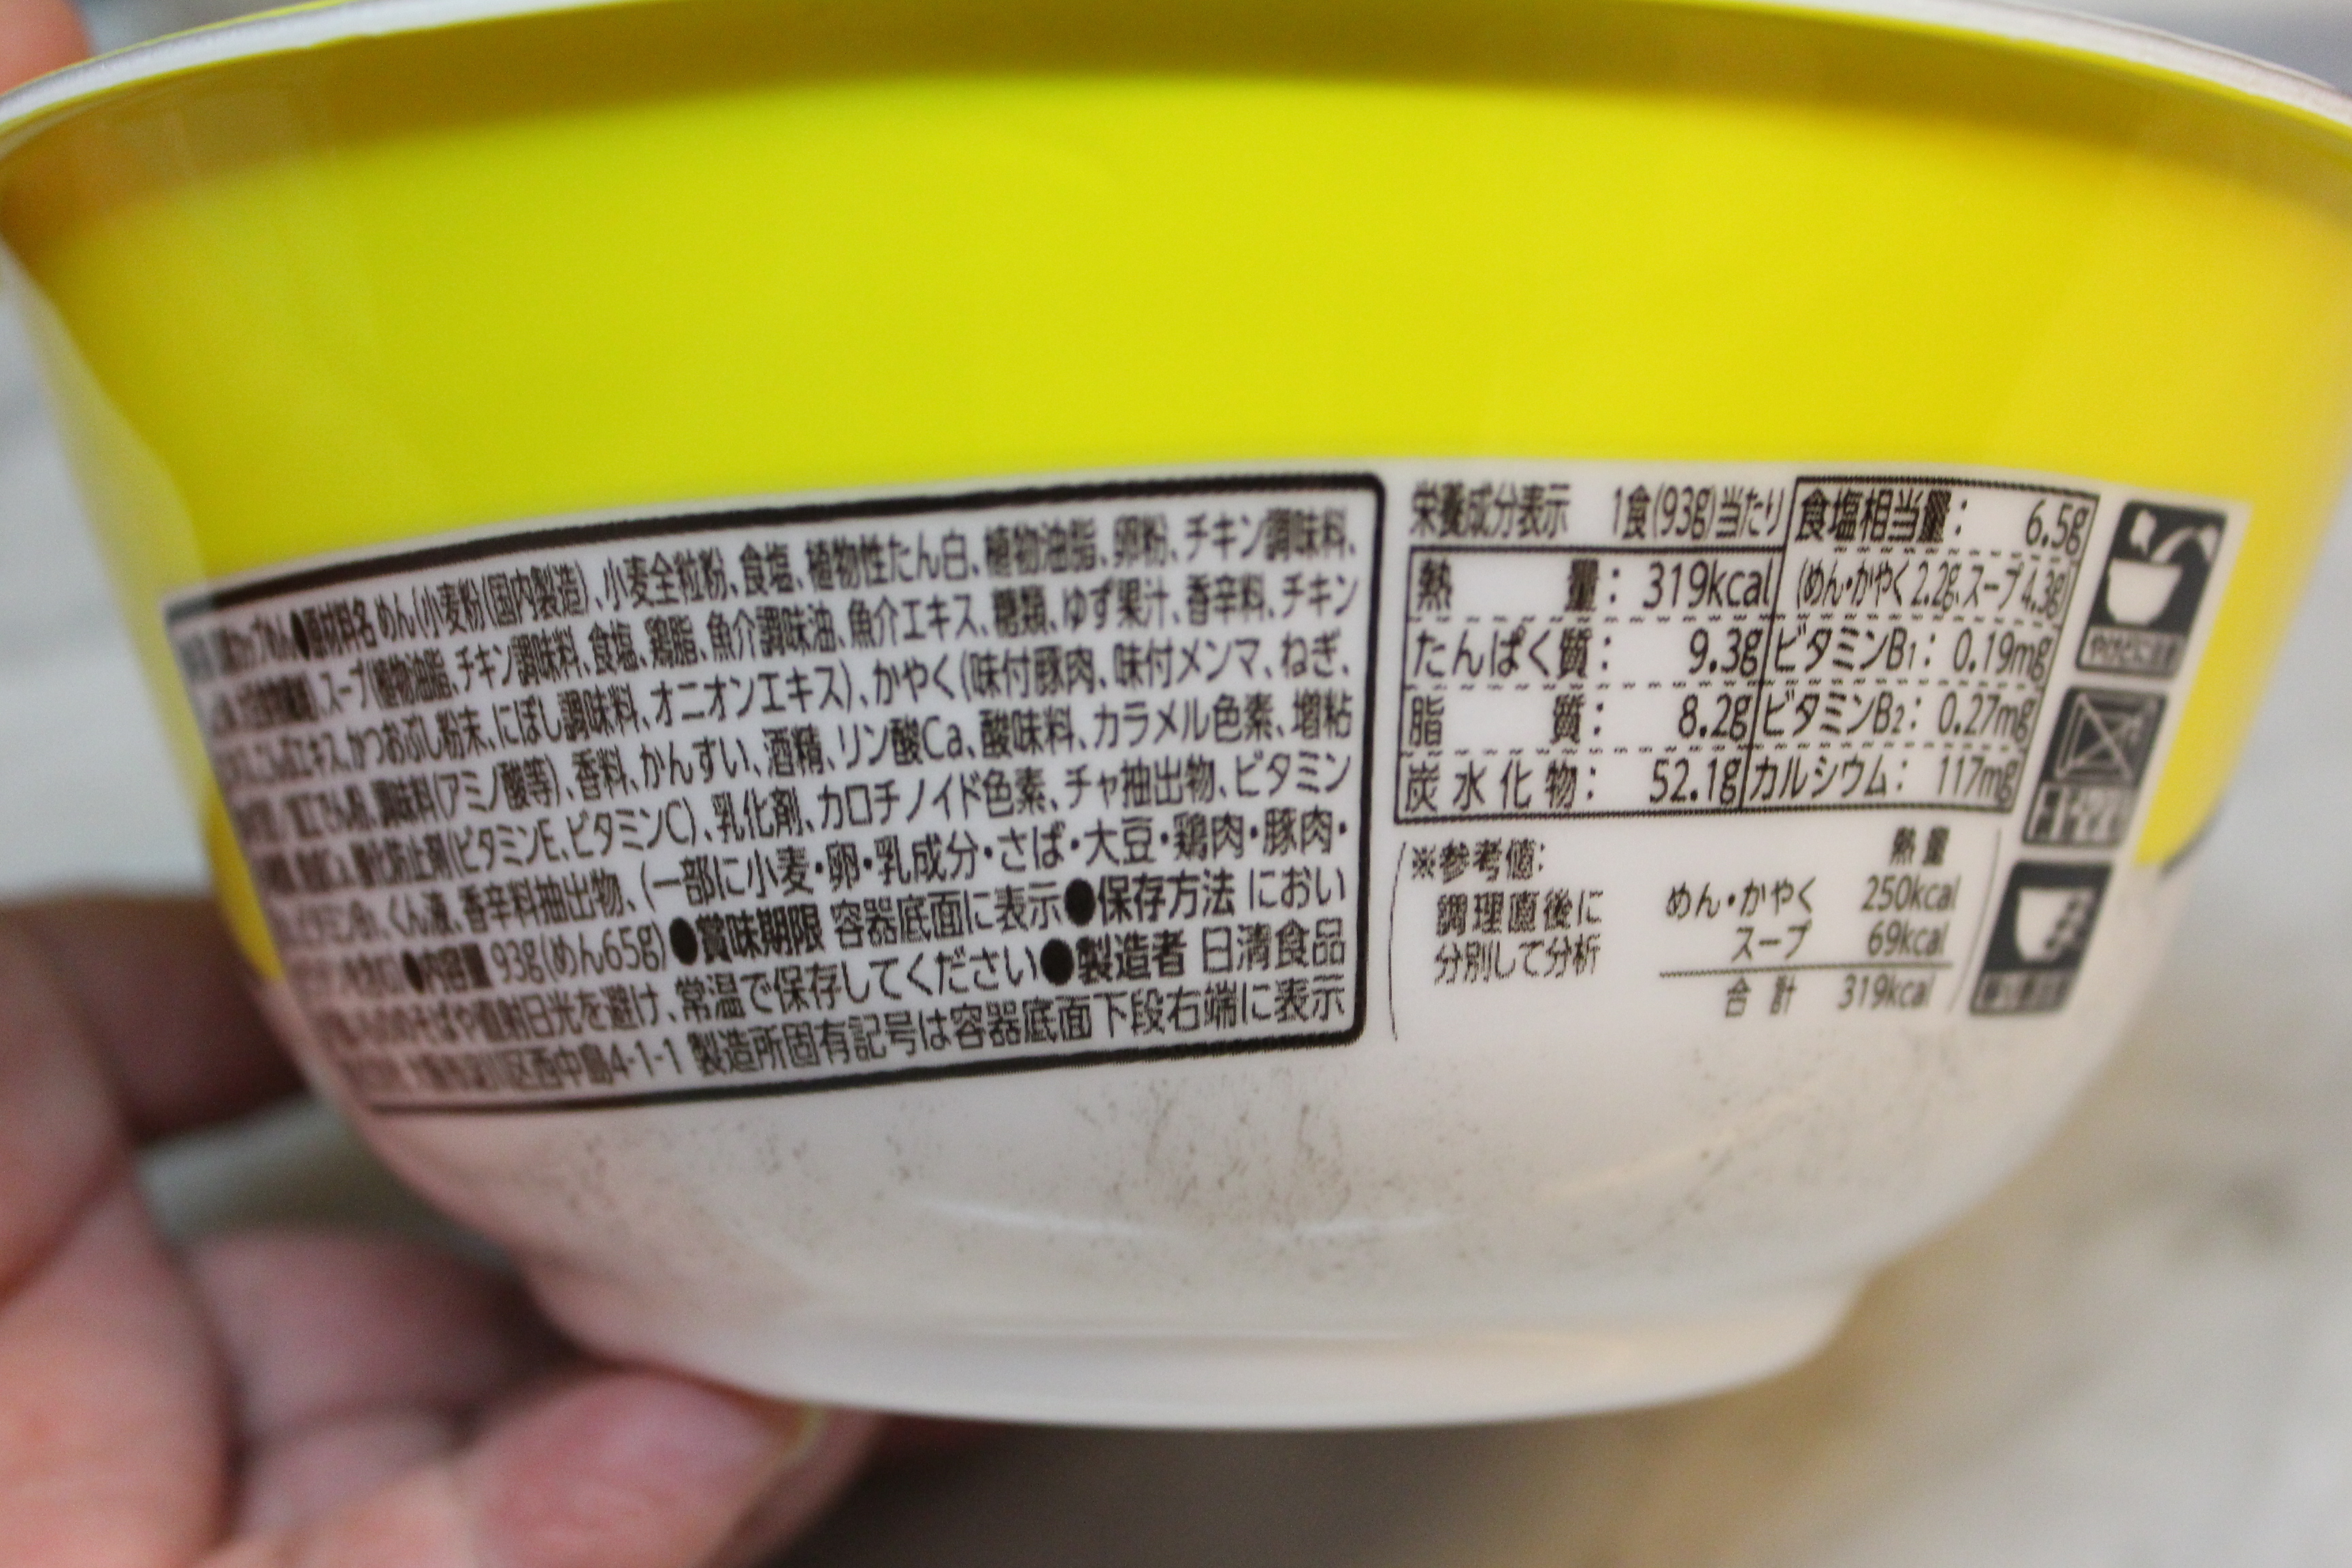 めん●原材料名 めん(小麦粉(国内製造)、小麦全粒粉、食塩、植物性たん白、植物油脂、卵粉、チキン調味料、
スープ(植物油脂、チキン調味料、食塩、鶏脂、魚介調味油、魚介エキス、糖類、ゆず果汁、香辛料、チキン
エキス、かつおぶし粉末、にぼし調味料、オニオンエキス)、かやく(味付豚肉、味付メンマ、ねぎ、
調味料(アミノ酸等)、香料、かんすい、酒精、リン酸Ca、酸味料、カラメル色素、増粘
酸化防止剤(ビタミンE、ビタミンC)、乳化剤、カロチノイド色素、チャ抽出物、ビタミン
くん液、香辛料抽出物、(一部に小麦・卵・乳成分・さば・大豆・鶏肉・豚肉・
●内容量 93g(めん65g)●賞味期限 容器底面に表示●保存方法 におい
直射日光を避け、常温で保存してください●製造者 日清食品
区西中島4-1-1 製造所固有記号は容器底面下段右端に表示
栄養成分表示 1食(93g)当たり
熱量: 319kcal
たんぱく質: 9.3g
脂質: 8.2g
炭水化物: 52.1g
食塩相当量: 6.5g
(めん・かやく2.2g、スープ4.3g)
ビタミンB1: 0.19mg
ビタミンB2: 0.27mg
カルシウム: 117mg
※参考値:
調理直後に
分別して分析
熱量
めん・かやく 250kcal
スープ 69kcal
合計 319kcal
やけどに注意